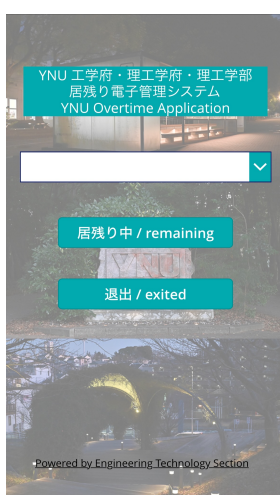 YNU 工学府・理工学府・理工学部
居残り電子管理システム
YNU Overtime Application
居残り中 / remaining
YNU
退出 / exited
Powered by Engineering Technology Section